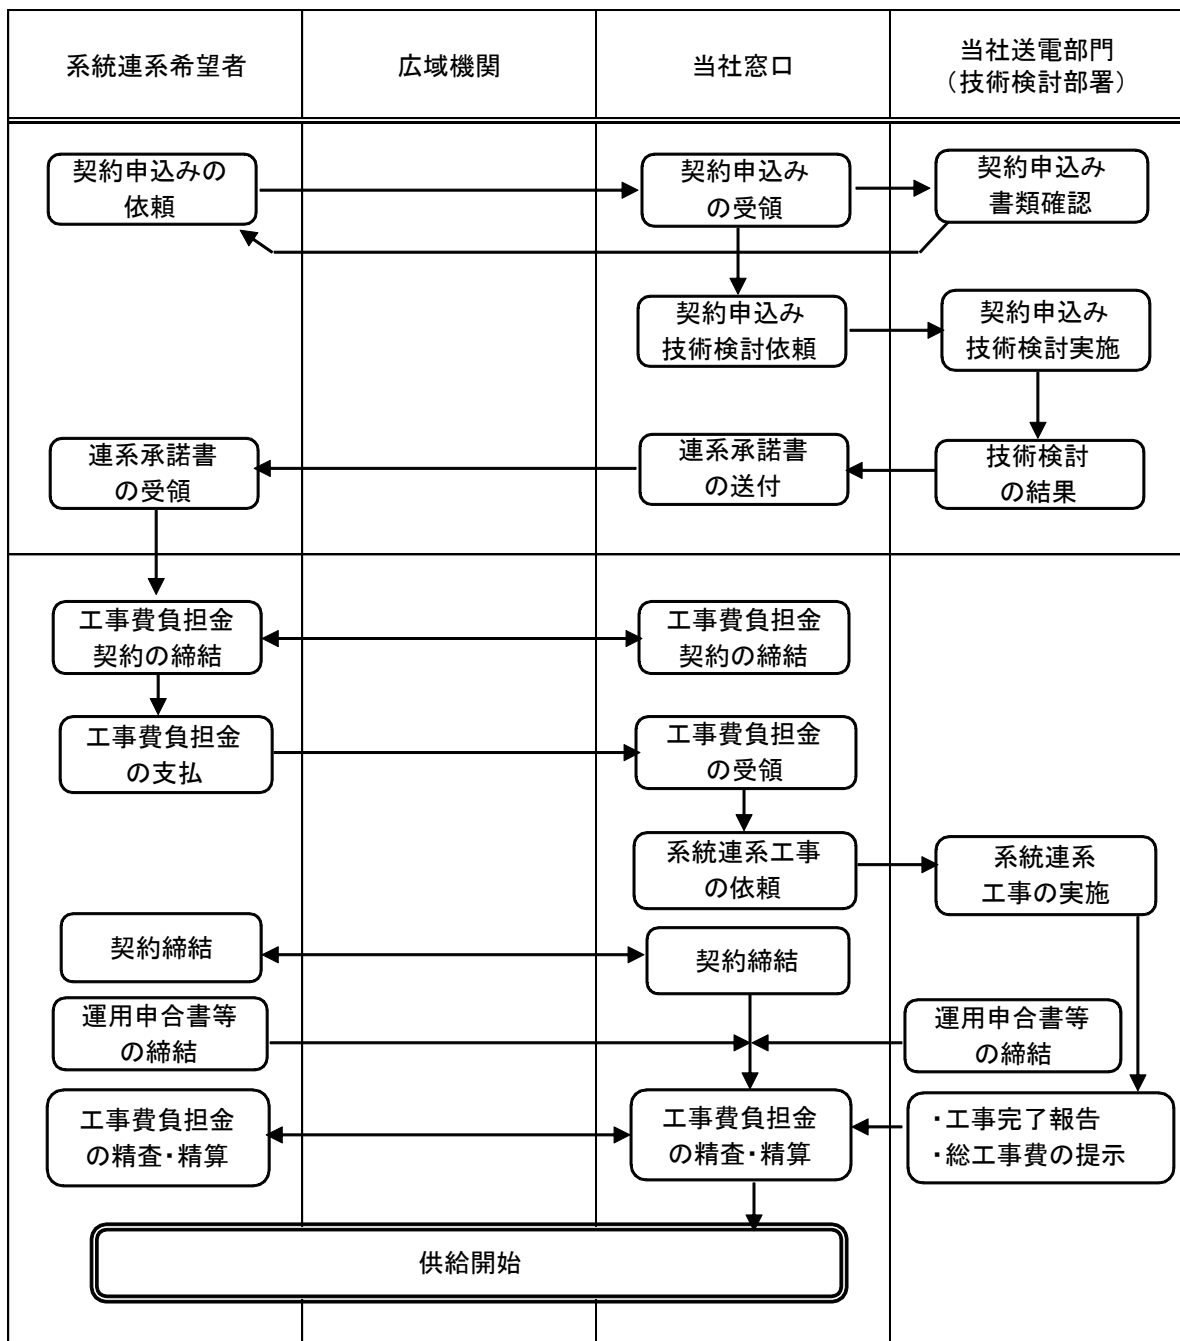 系統連系希望者
広域機関
当社窓口
当社送電部門
（技術検討部署）
契約申込みの
依頼
契約申込み
の受領
契約申込み
書類確認
契約申込み
技術検討依頼
契約申込み
技術検討実施
連系承諾書
の受領
連系承諾書
の送付
技術検討
の結果
工事費負担金
契約の締結
工事費負担金
契約の締結
工事費負担金
の支払
工事費負担金
の受領
系統連系工事
の依頼
系統連系
工事の実施
契約締結
契約締結
運用申合書等
の締結
運用申合書等
の締結
工事費負担金
の精査・精算
工事費負担金
の精査・精算
・工事完了報告
・総工事費の提示
供給開始